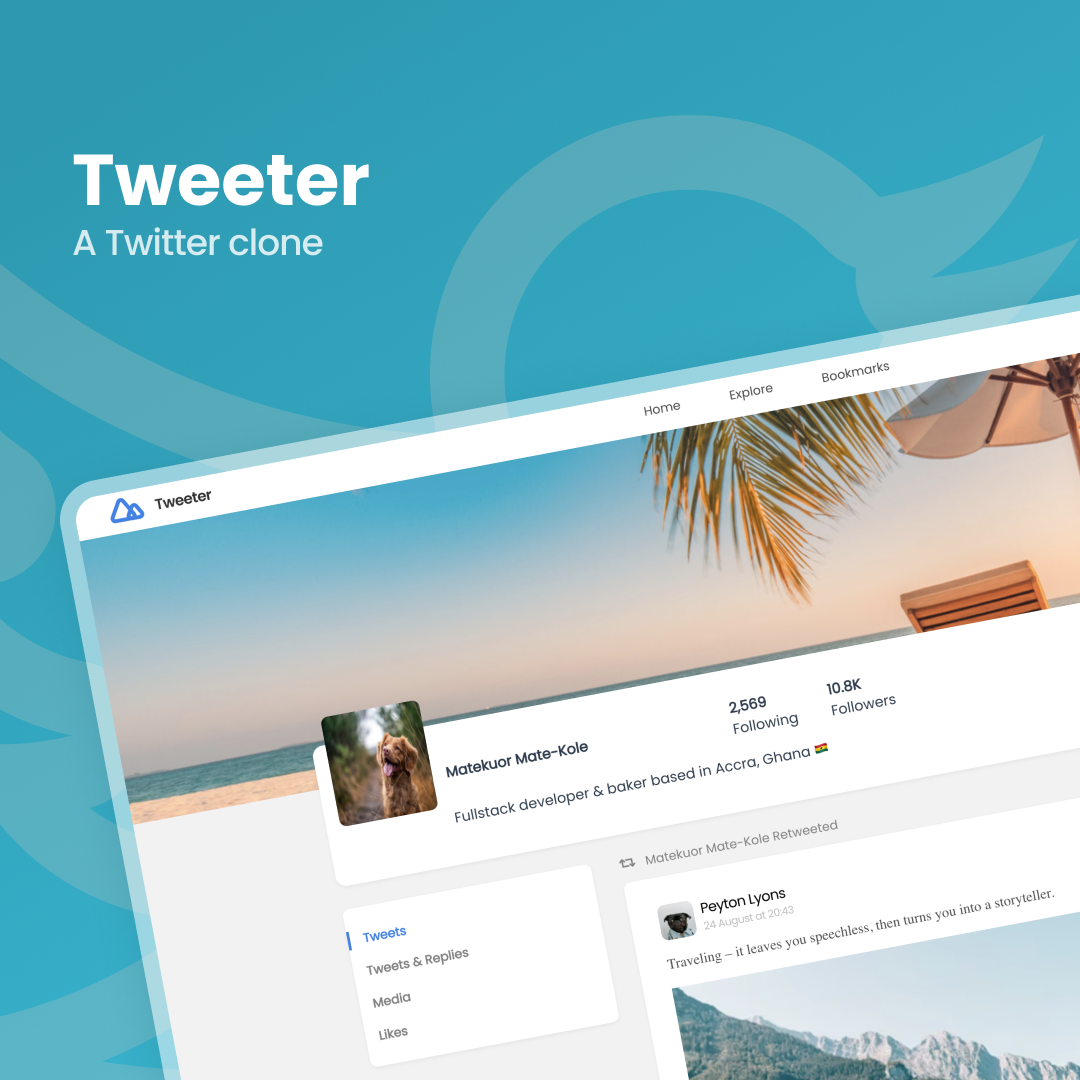 Tweeter
A Twitter clone
Tweeter
Home
Explore
Bookmarks
Matekuor Mate-Kole
2,569
Following
10.8K
Followers
Fullstack developer & baker based in Accra, Ghana 🇬🇭
Tweets
Tweets & Replies
Media
Likes
Matekuor Mate-Kole Retweeted
Peyton Lyons
24 August at 20:43
Traveling – it leaves you speechless, then turns you into a storyteller.